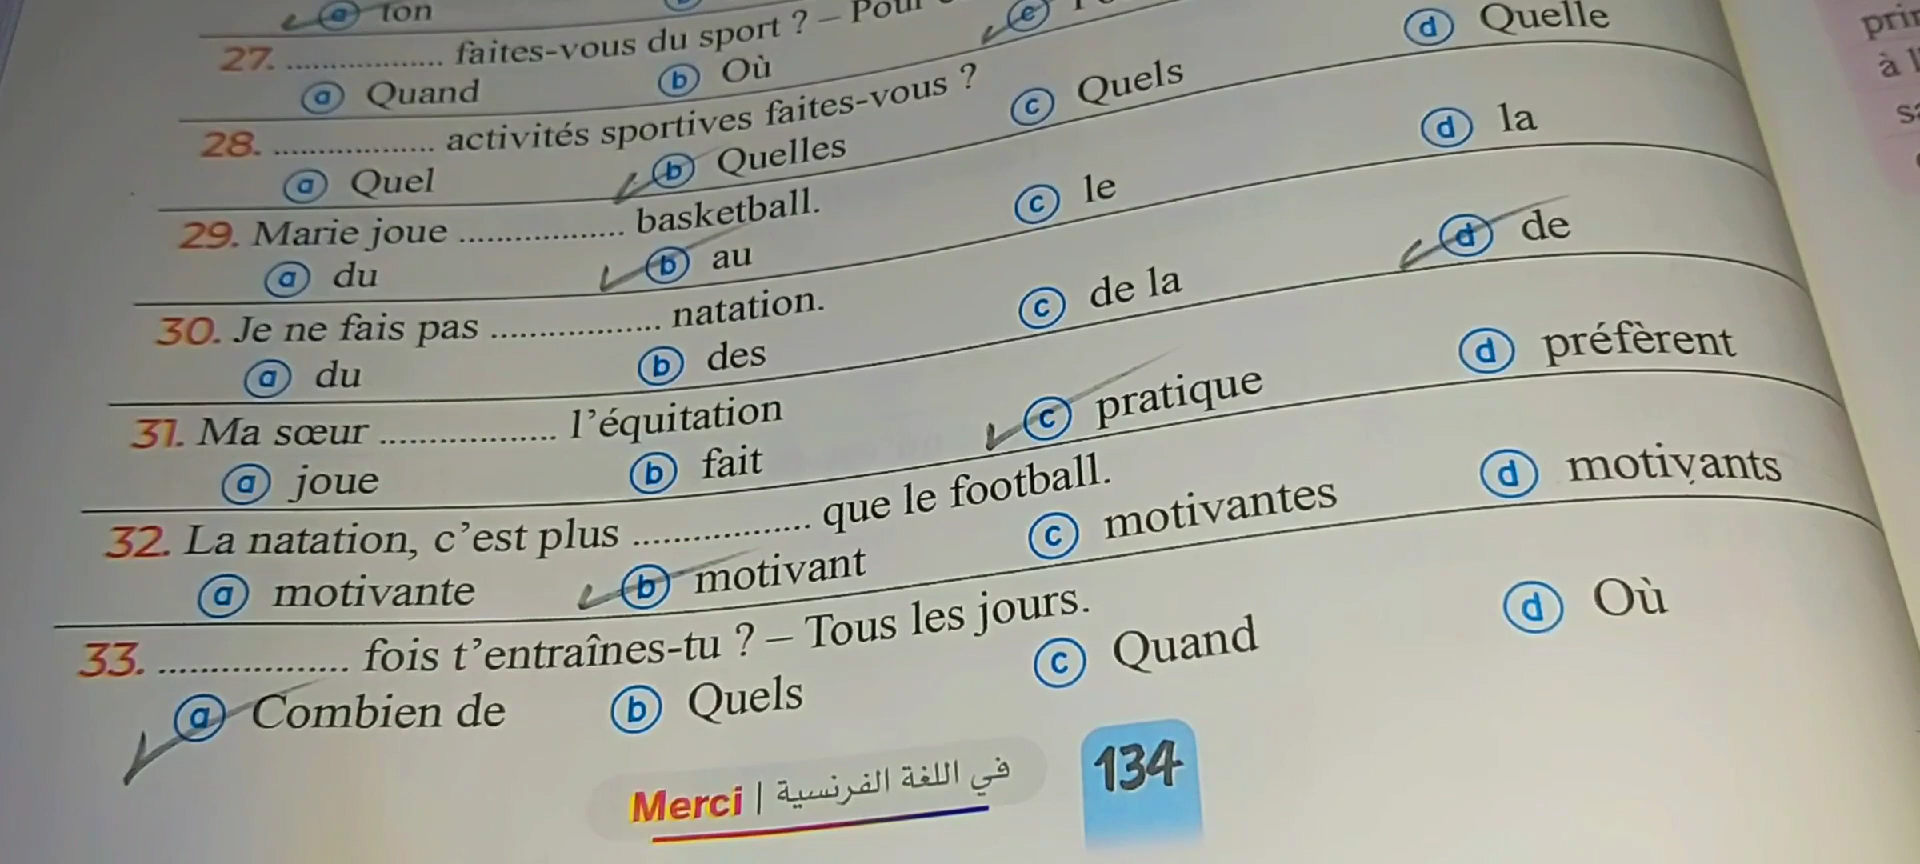 a ton
27. .................. faites-vous du sport ? – Pour
a Quand b Où c d Quelle
28. .................. activités sportives faites-vous ?
a Quel b Quelles c Quels d la
29. Marie joue .................. basketball.
a du b au c le d de
30. Je ne fais pas .................. natation.
a du b des c de la d préfèrent
31. Ma sœur .................. l'équitation
a joue b fait c pratique d motivants
32. La natation, c'est plus .................. que le football.
a motivante b motivant c motivantes d Où
33. .................. fois t'entraînes-tu ? – Tous les jours.
a Combien de b Quels c Quand
Merci | في اللغة الفرنسية 134